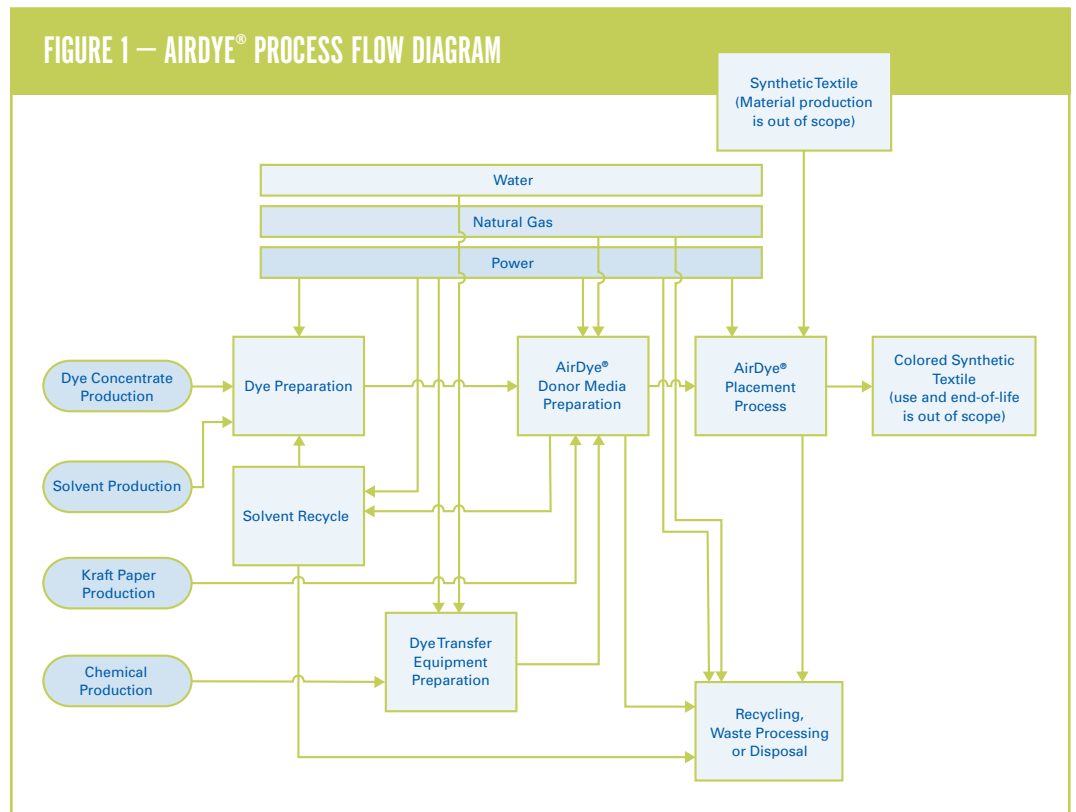 FIGURE 1 — AIRDYE® PROCESS FLOW DIAGRAM
Synthetic Textile
(Material production
is out of scope)
Water
Natural Gas
Power
Dye Concentrate
Production
Dye Preparation
AirDye®
Donor Media
Preparation
AirDye®
Placement
Process
Colored Synthetic
Textile
(use and end-of-life
is out of scope)
Solvent Production
Solvent Recycle
Kraft Paper
Production
Dye Transfer
Equipment
Preparation
Chemical
Production
Recycling,
Waste Processing
or Disposal